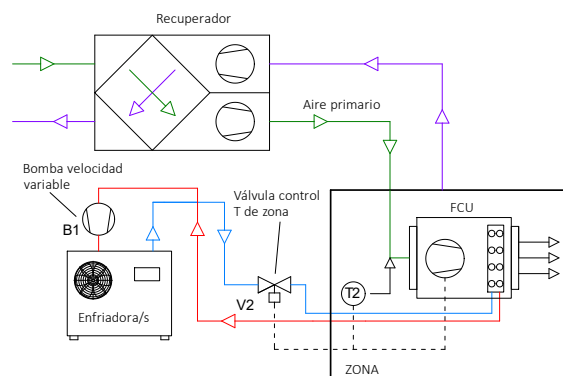 Recuperador
Aire primario
Bomba velocidad
variable
B1
Válvula control
T de zona
FCU
V2
T2
Enfriadora/s
ZONA